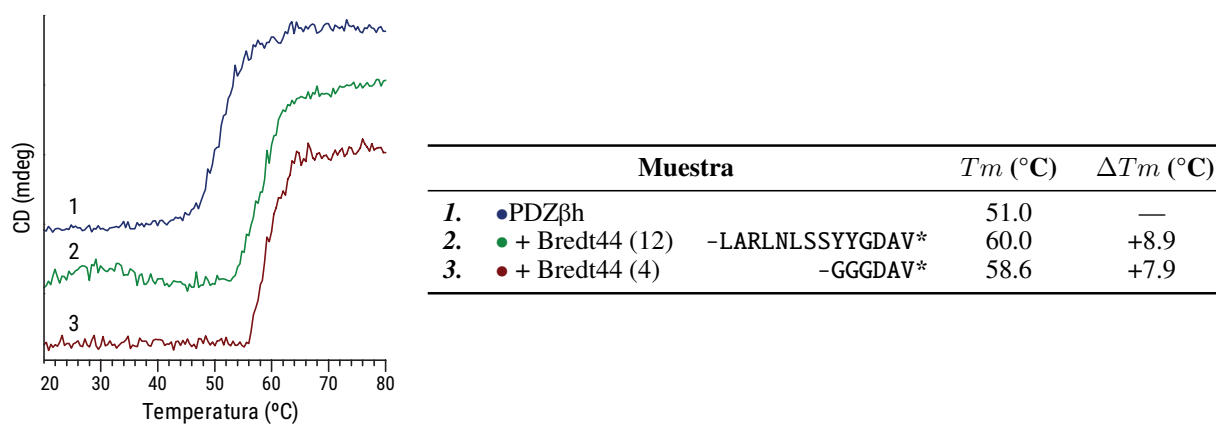 CD (mdeg)
1
2
3
20 30 40 50 60 70 80
Temperatura (ºC)
Muestra Tm (°C) ΔTm (°C)
1. •PDZβh 51.0 —
2. • + Bredt44 (12) -LARLNLSSYYGDAV* 60.0 +8.9
3. • + Bredt44 (4) -GGGDAV* 58.6 +7.9